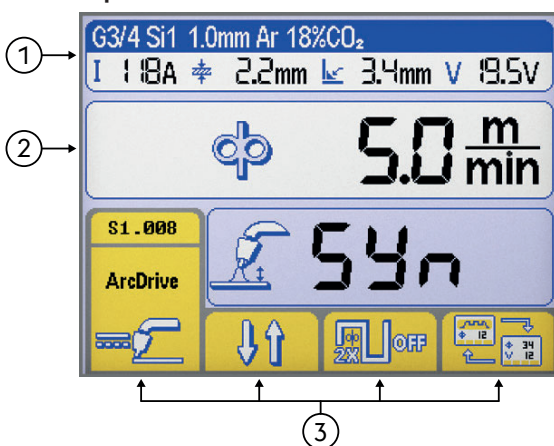 G3/4 Si1 1.0mm Ar 18%CO₂
1
I 118A 2.2mm 3.4mm V 19.5V
2
5.0 m/min
S1.008
ArcDrive
Syn
2X OFF
12
34
V 12
3